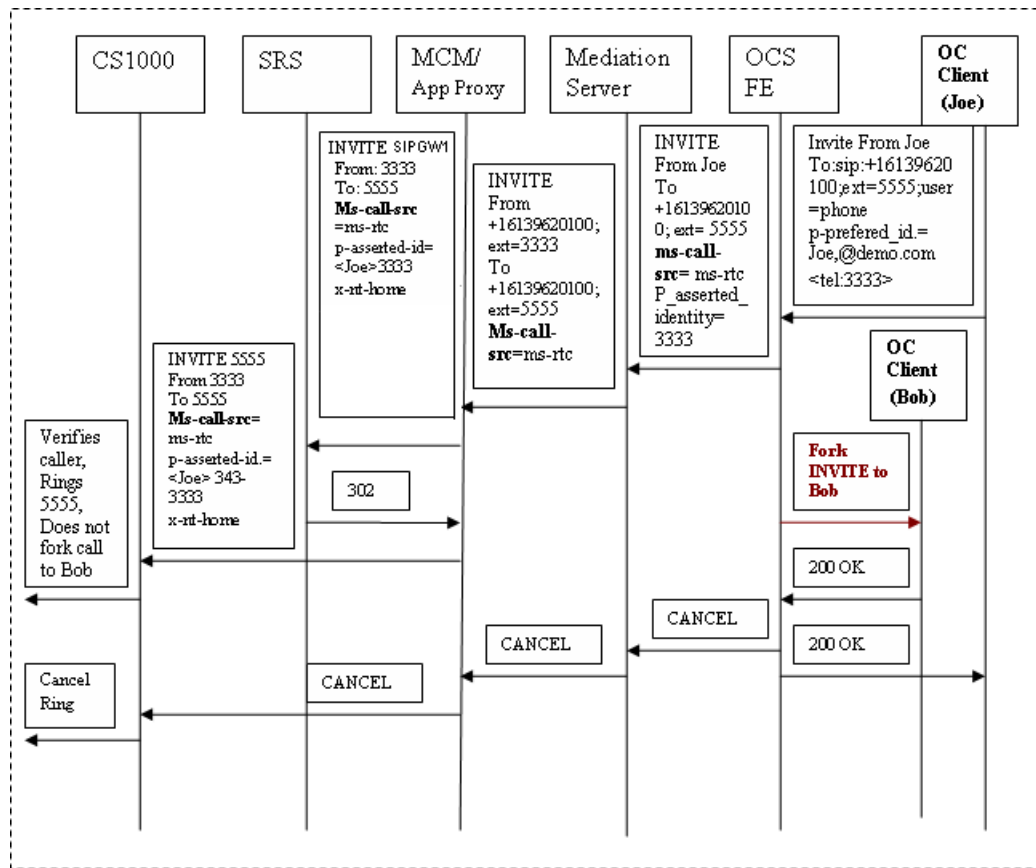 CS1000
SRS
MCM/
App Proxy
Mediation
Server
OCS
FE
OC
Client
(Joe)
INVITE SIPGW1
From: 3333
To: 5555
Ms-call-src
=ms-rtc
p-asserted-id=
<Joe>3333
x-nt-home
INVITE
From
+16139620100;
ext=3333
To
+16139620100;
ext=5555
Ms-call-
src=ms-rtc
INVITE
From Joe
To
+1613962010
0; ext= 5555
ms-call-
src= ms-rtc
P_asserted_
identity=
3333
Invite From Joe
To:sip:+16139620
100;ext=5555;user
=phone
p-prefered_id.=
Joe,@demo.com
<tel:3333>
OC
Client
(Bob)
INVITE 5555
From 3333
To 5555
Ms-call-src=
ms-rtc
p-asserted-id.=
<Joe> 343-
3333
x-nt-home
Verifies
caller,
Rings
5555,
Does not
fork call
to Bob
302
Fork
INVITE to
Bob
200 OK
CANCEL
200 OK
CANCEL
CANCEL
Cancel
Ring